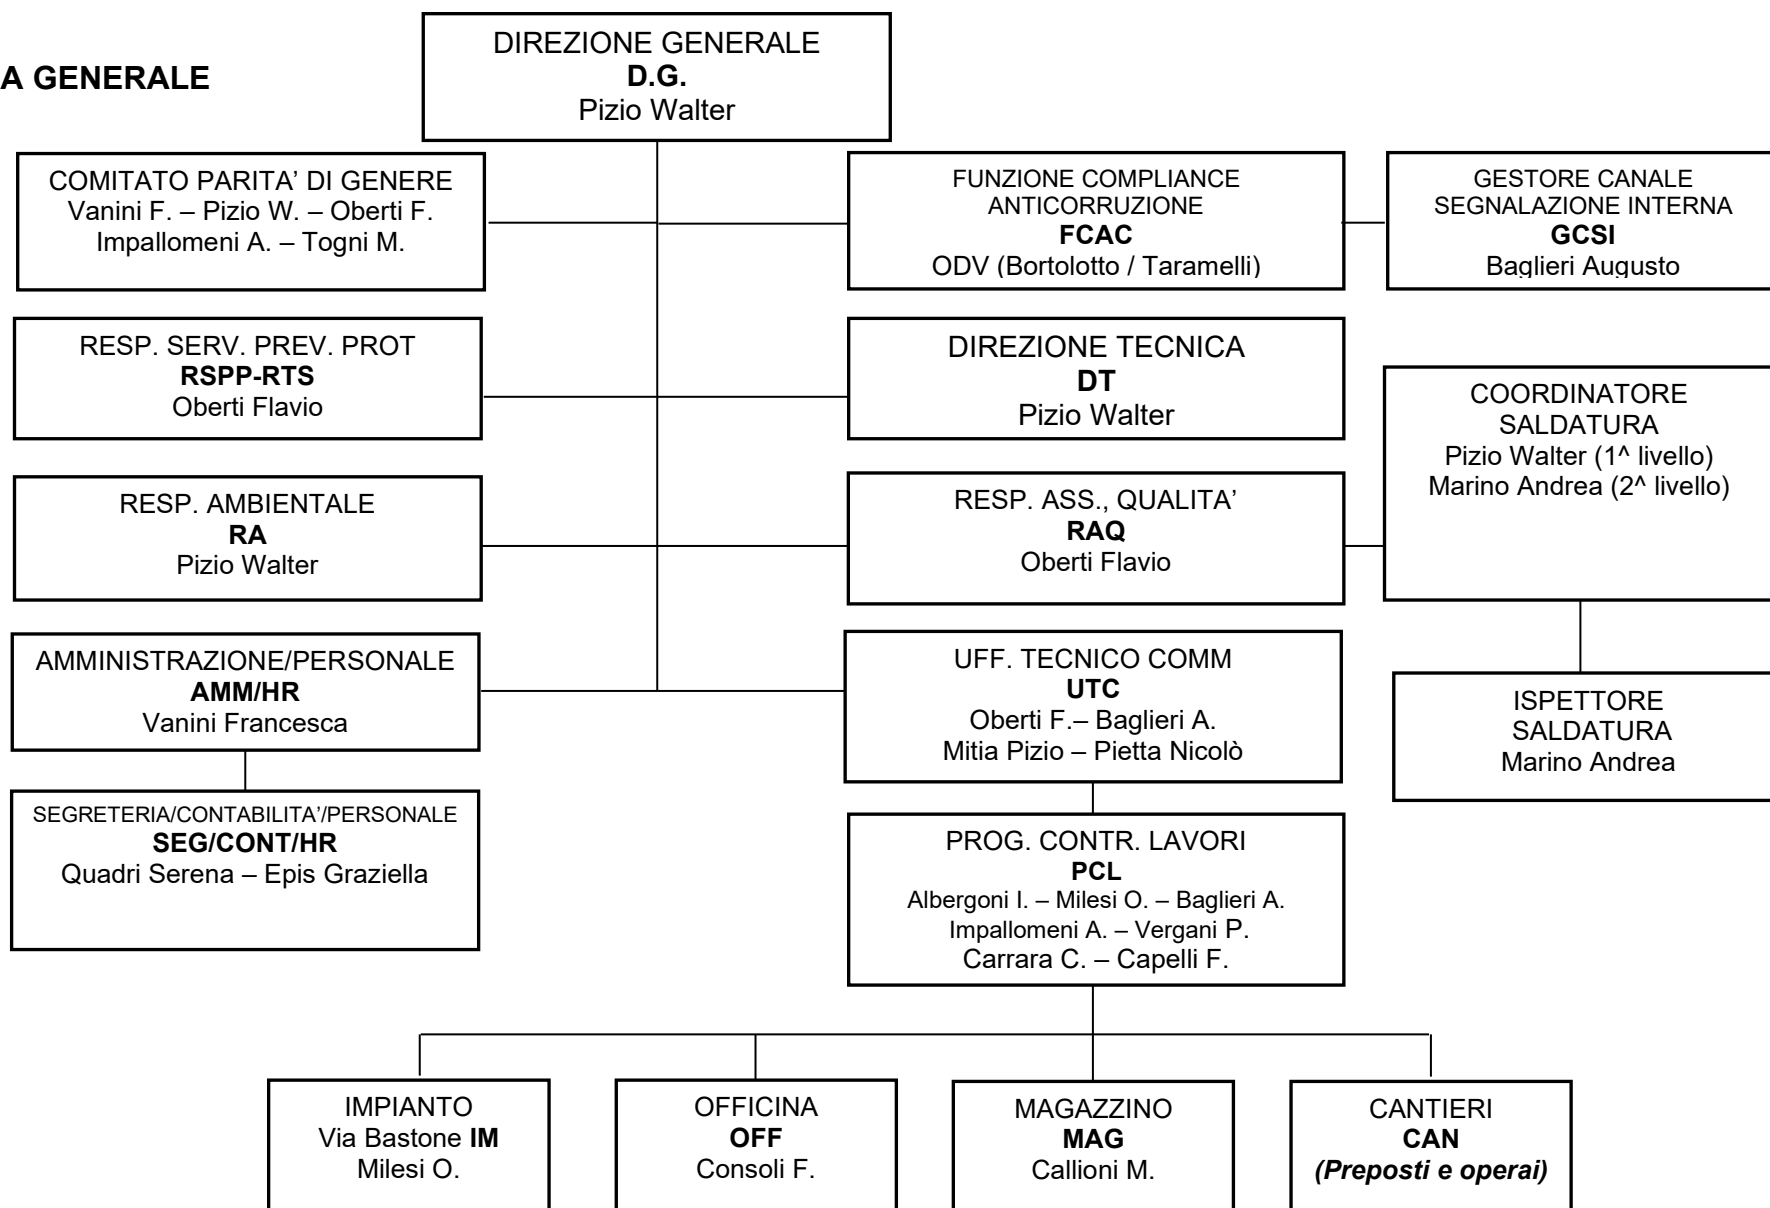 A GENERALE
DIREZIONE GENERALE
D.G.
Pizio Walter
COMITATO PARITA' DI GENERE
Vanini F. – Pizio W. – Oberti F.
Impallomeni A. – Togni M.
FUNZIONE COMPLIANCE
ANTICORRUZIONE
FCAC
ODV (Bortolotto / Taramelli)
GESTORE CANALE
SEGNALAZIONE INTERNA
GCSI
Baglieri Augusto
RESP. SERV. PREV. PROT
RSPP-RTS
Oberti Flavio
DIREZIONE TECNICA
DT
Pizio Walter
COORDINATORE
SALDATURA
Pizio Walter (1^ livello)
Marino Andrea (2^ livello)
RESP. AMBIENTALE
RA
Pizio Walter
RESP. ASS., QUALITA'
RAQ
Oberti Flavio
AMMINISTRAZIONE/PERSONALE
AMM/HR
Vanini Francesca
UFF. TECNICO COMM
UTC
Oberti F.– Baglieri A.
Mitia Pizio – Pietta Nicolò
ISPETTORE
SALDATURA
Marino Andrea
SEGRETERIA/CONTABILITA'/PERSONALE
SEG/CONT/HR
Quadri Serena – Epis Graziella
PROG. CONTR. LAVORI
PCL
Albergoni I. – Milesi O. – Baglieri A.
Impallomeni A. – Vergani P.
Carrara C. – Capelli F.
IMPIANTO
Via Bastone IM
Milesi O.
OFFICINA
OFF
Consoli F.
MAGAZZINO
MAG
Callioni M.
CANTIERI
CAN
(Preposti e operai)